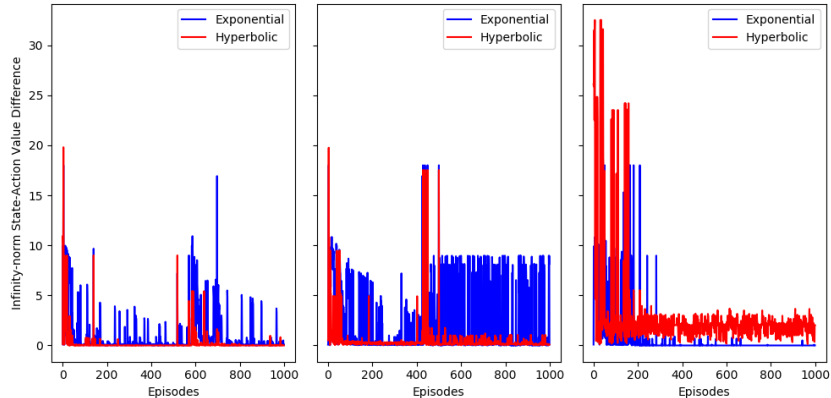 Infinity-norm State-Action Value Difference
30
25
20
15
10
5
0
Exponential
Hyperbolic
0 200 400 600 800 1000
Episodes
Exponential
Hyperbolic
0 200 400 600 800 1000
Episodes
Exponential
Hyperbolic
0 200 400 600 800 1000
Episodes